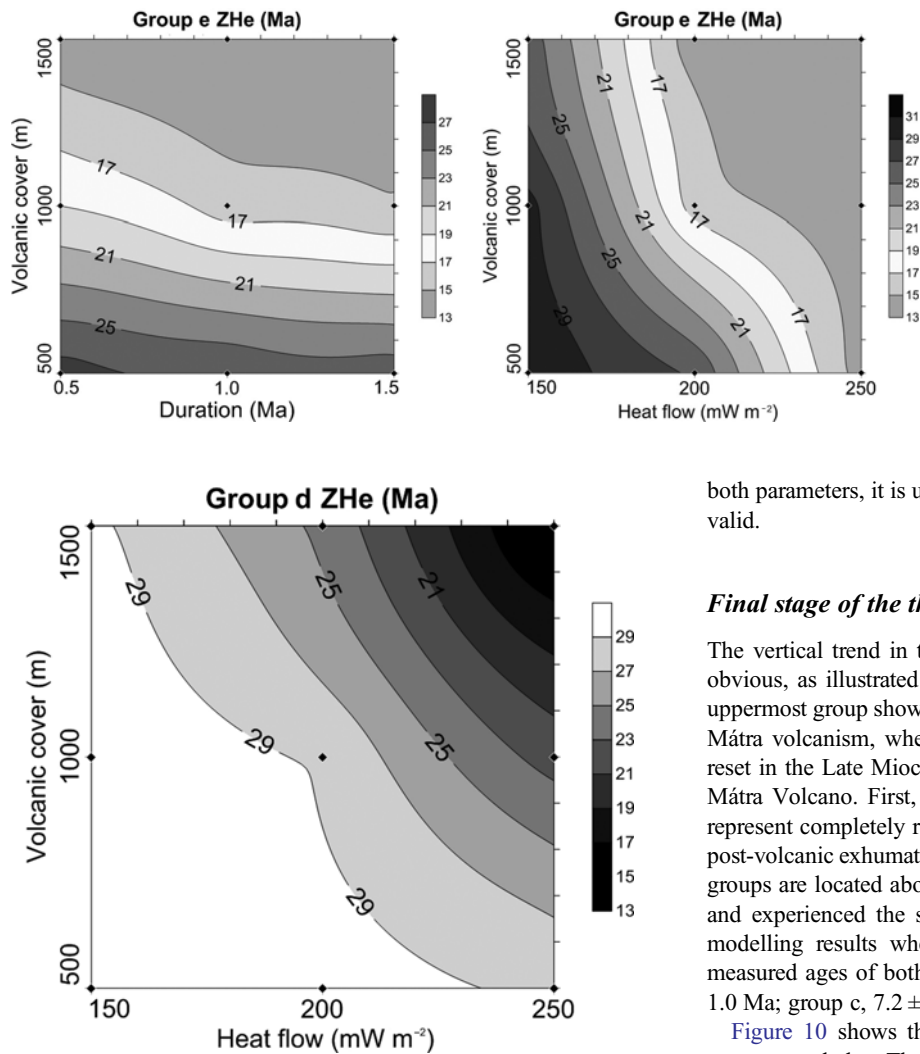 Group e ZHe (Ma)
1500
1000
500
Volcanic cover (m)
17
17
21
21
25
0.5
1.0
1.5
Duration (Ma)
27
25
23
21
19
17
15
13
Group e ZHe (Ma)
1500
1000
500
Volcanic cover (m)
21
17
25
21
17
25
29
21
17
150
200
250
Heat flow (mW m⁻²)
31
29
27
25
23
21
19
17
15
13
Group d ZHe (Ma)
1500
1000
500
Volcanic cover (m)
29
25
21
29
25
29
150
200
250
Heat flow (mW m⁻²)
29
27
25
23
21
19
17
15
13
both parameters, it is u
valid.
Final stage of the th
The vertical trend in t
obvious, as illustrated
uppermost group show
Mátra volcanism, whe
reset in the Late Mioc
Mátra Volcano. First,
represent completely r
post-volcanic exhumat
groups are located abo
and experienced the s
modelling results whe
measured ages of both
1.0 Ma; group c, 7.2 ±
Figure 10 shows th